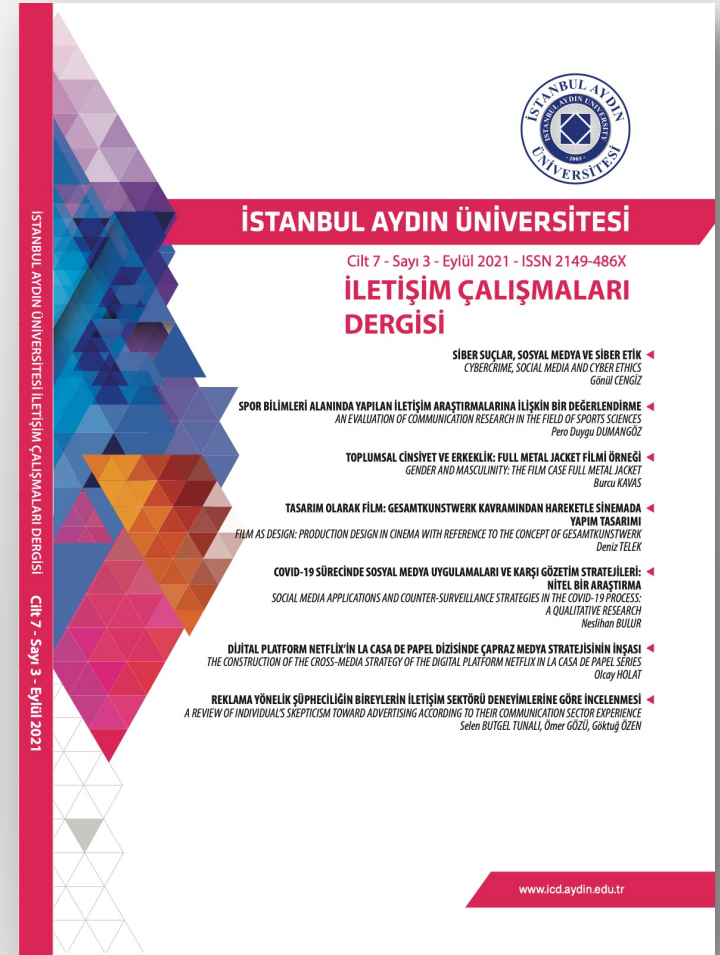 İSTANBUL AYDIN ÜNİVERSİTESİ
ISTANBUL AYDIN UNIVERSITY
· 2003 ·
İSTANBUL AYDIN ÜNİVERSİTESİ
Cilt 7 - Sayı 3 - Eylül 2021 - ISSN 2149-486X
İLETİŞİM ÇALIŞMALARI
DERGİSİ
SİBER SUÇLAR, SOSYAL MEDYA VE SİBER ETİK
CYBERCRIME, SOCIAL MEDIA AND CYBER ETHICS
Gönül CENGİZ
SPOR BİLİMLERİ ALANINDA YAPILAN İLETİŞİM ARAŞTIRMALARINA İLİŞKİN BİR DEĞERLENDİRME
AN EVALUATION OF COMMUNICATION RESEARCH IN THE FIELD OF SPORTS SCIENCES
Pero Duygu DUMANGÖZ
TOPLUMSAL CİNSİYET VE ERKEKLİK: FULL METAL JACKET FİLMİ ÖRNEĞİ
GENDER AND MASCULINITY: THE FILM CASE FULL METAL JACKET
Burcu KAVAS
TASARIM OLARAK FİLM: GESAMTKUNSTWERK KAVRAMINDAN HAREKETLE SİNEMADA
YAPIM TASARIMI
FILM AS DESIGN: PRODUCTION DESIGN IN CINEMA WITH REFERENCE TO THE CONCEPT OF GESAMTKUNSTWERK
Deniz TELEK
COVID-19 SÜRECİNDE SOSYAL MEDYA UYGULAMALARI VE KARŞI GÖZETİM STRATEJİLERİ:
NİTEL BİR ARAŞTIRMA
SOCIAL MEDIA APPLICATIONS AND COUNTER-SURVEILLANCE STRATEGIES IN THE COVID-19 PROCESS:
A QUALITATIVE RESEARCH
Neslihan BULUR
DİJİTAL PLATFORM NETFLIX'İN LA CASA DE PAPEL DİZİSİNDE ÇAPRAZ MEDYA STRATEJİSİNİN İNŞASI
THE CONSTRUCTION OF THE CROSS-MEDIA STRATEGY OF THE DIGITAL PLATFORM NETFLIX IN LA CASA DE PAPEL SERIES
Olcay HOLAT
REKLAMA YÖNELİK ŞÜPHECİLİĞİN BİREYLERİN İLETİŞİM SEKTÖRÜ DENEYİMLERİNE GÖRE İNCELENMESİ
A REVIEW OF INDIVIDUAL'S SKEPTICISM TOWARD ADVERTISING ACCORDING TO THEIR COMMUNICATION SECTOR EXPERIENCE
Selen BUTGEL TUNALI, Ömer GÖZÜ, Göktuğ ÖZEN
www.icd.aydin.edu.tr
İSTANBUL AYDIN ÜNİVERSİTESİ İLETİŞİM ÇALIŞMALARI DERGİSİ Cilt 7 - Sayı 3 - Eylül 2021